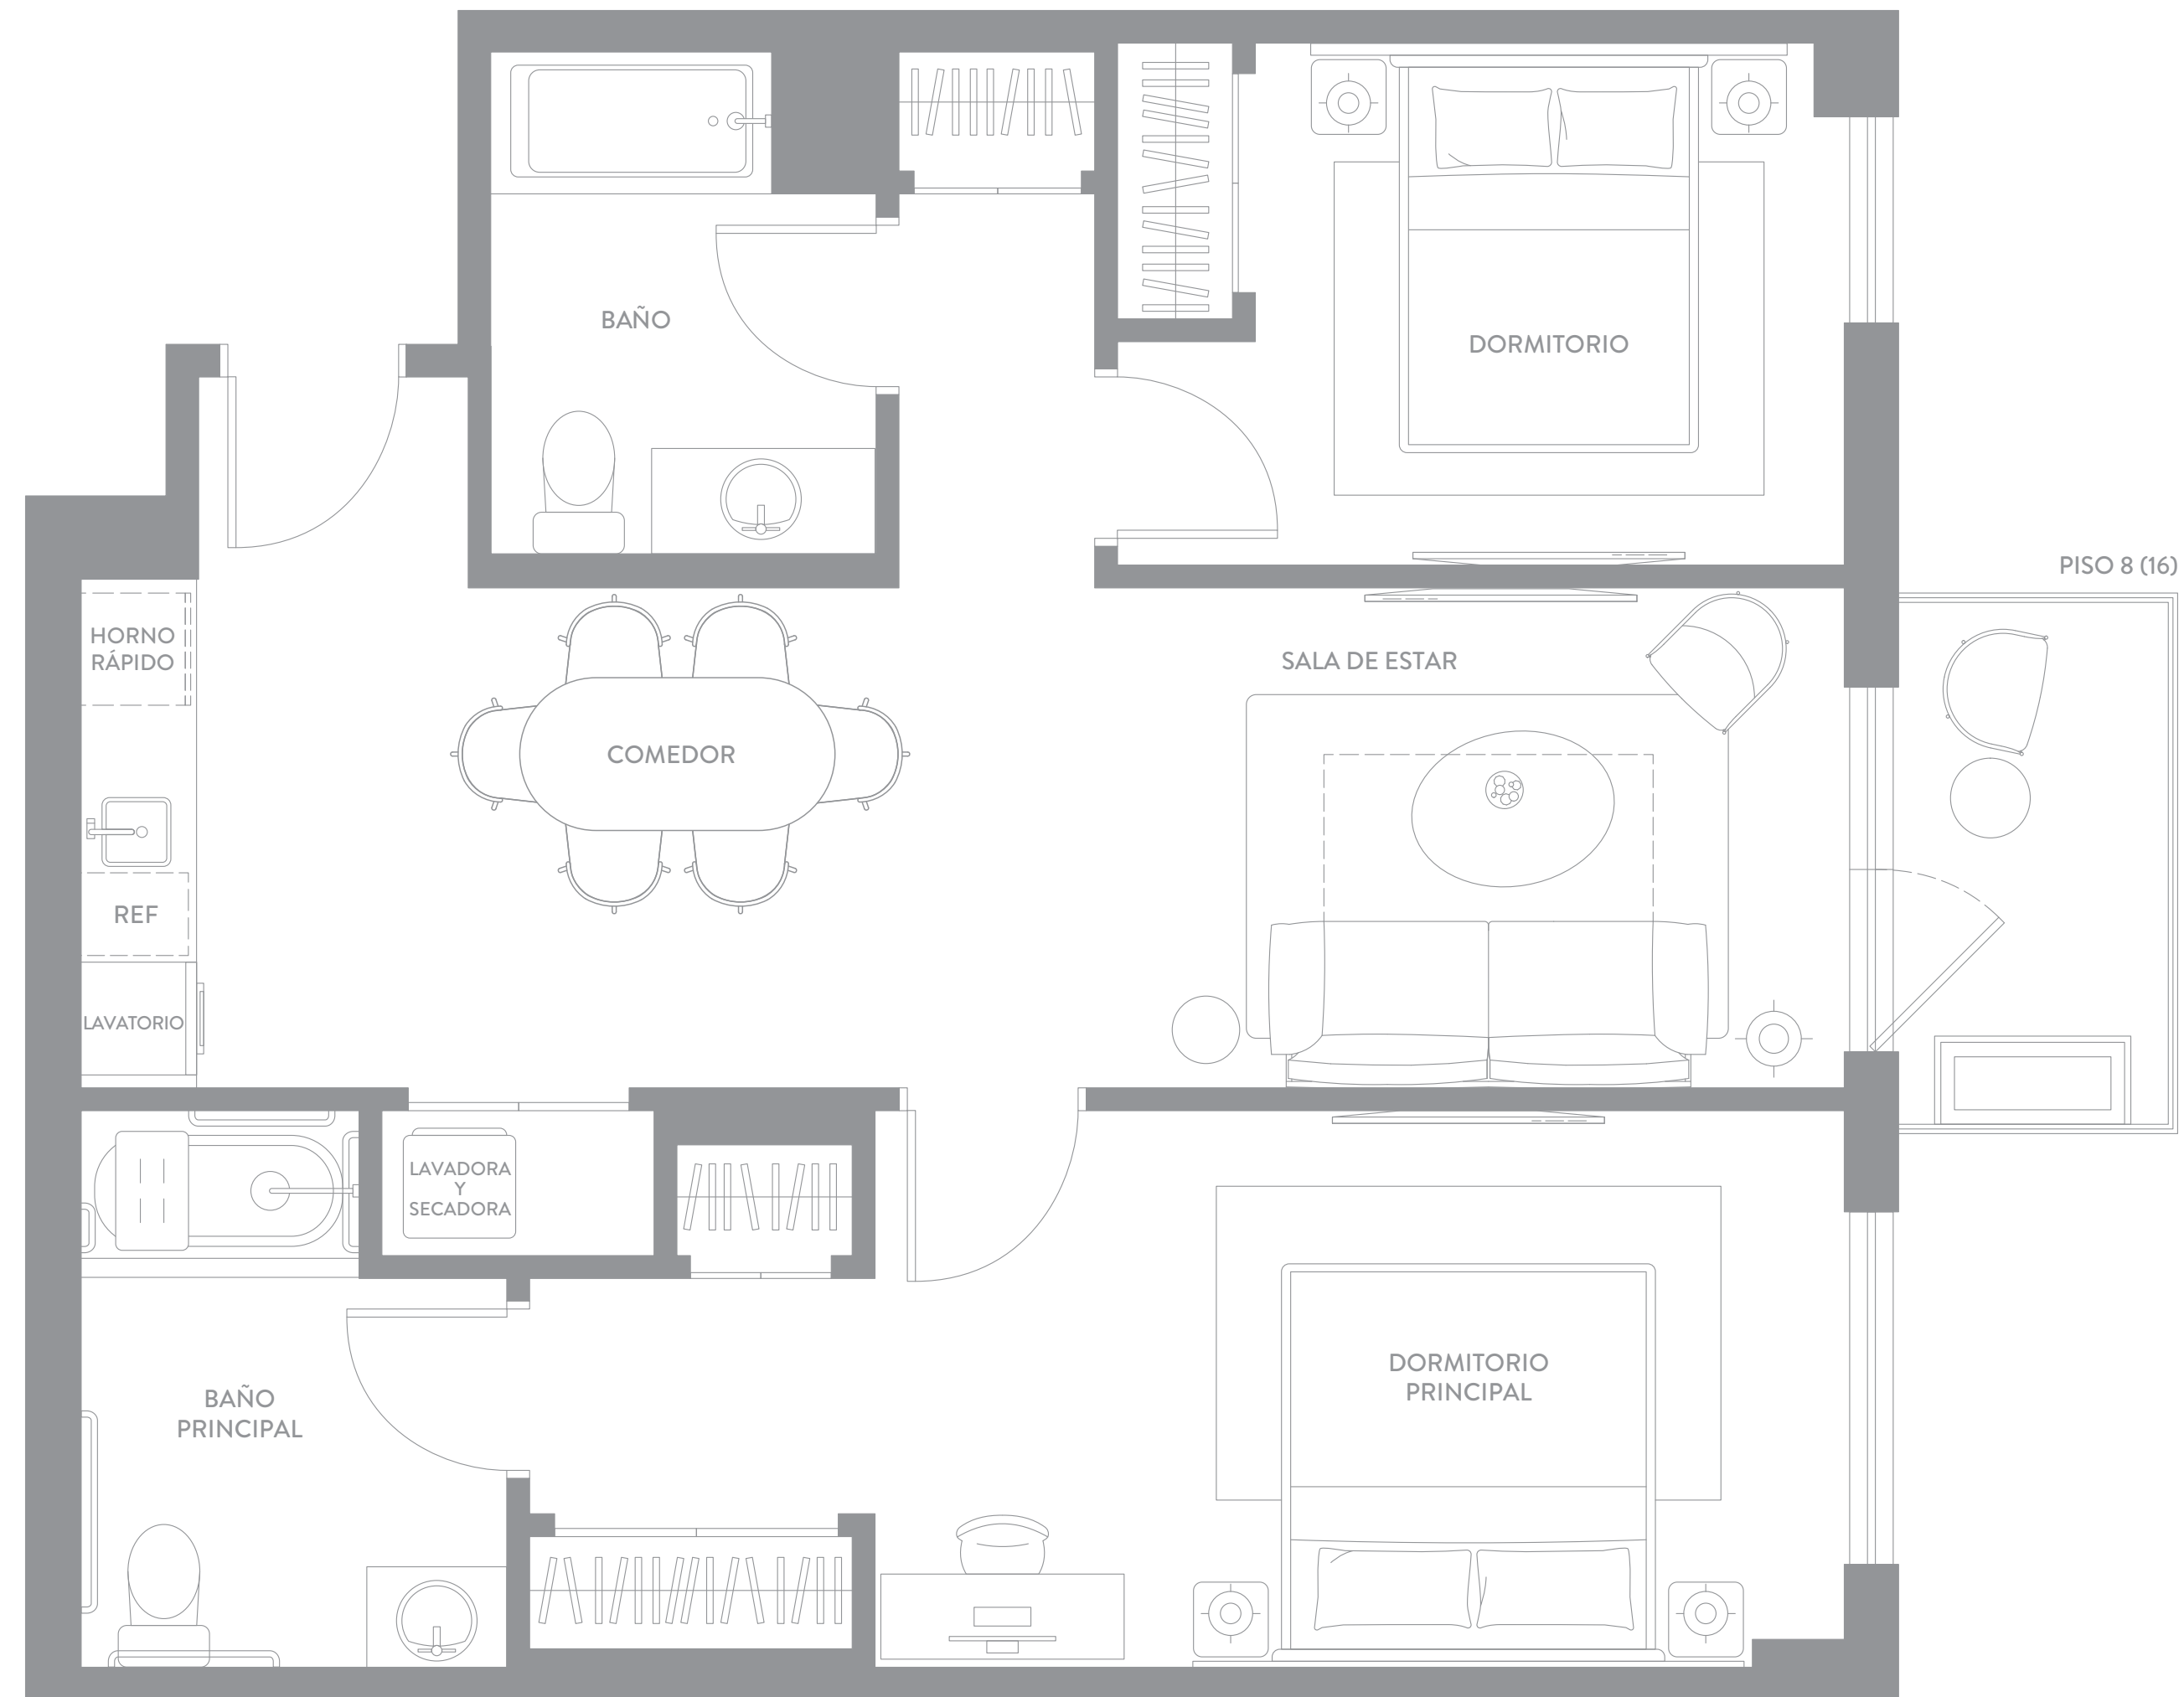 BAÑO
DORMITORIO
PISO 8 (16)
HORNO
RÁPIDO
SALA DE ESTAR
COMEDOR
REF
LAVATORIO
LAVADORA
Y
SECADORA
DORMITORIO
PRINCIPAL
BAÑO
PRINCIPAL